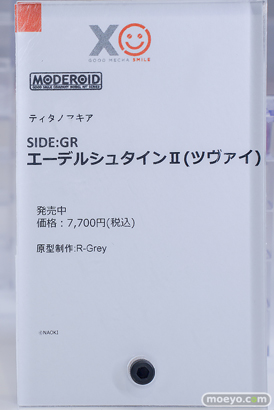 XO
GOOD MECHA SMILE
MODEROID
GOOD SMILE COMPANY MODEL KIT SERIES
ティタノマキア
SIDE:GR
エーデルシュタインⅡ(ツヴァイ)
発売中
価格：7,700円(税込)
原型制作:R-Grey
©NAOKI
moeyo.com